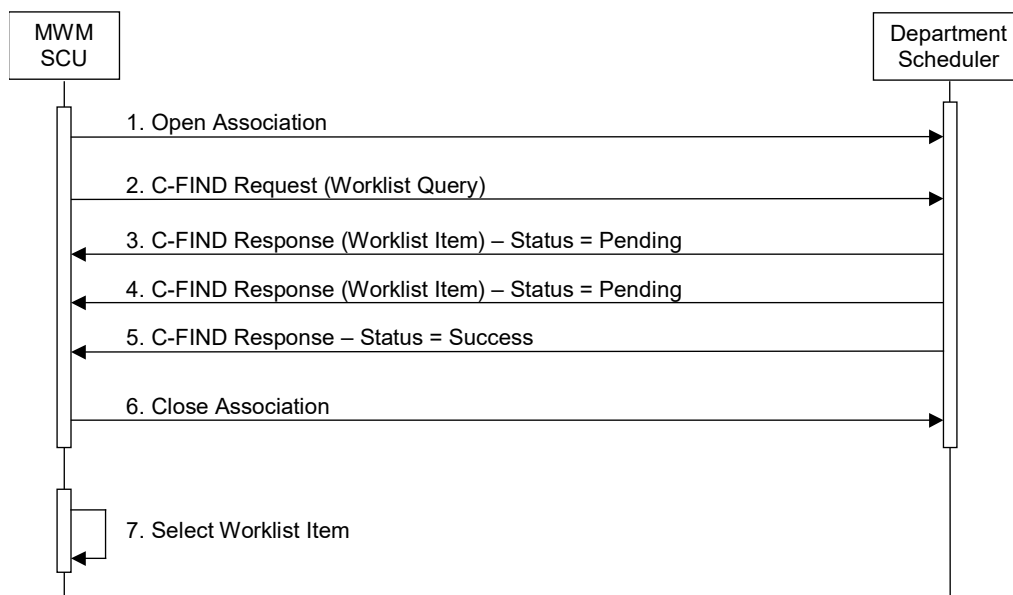 MWM
SCU
Department
Scheduler
1. Open Association
2. C-FIND Request (Worklist Query)
3. C-FIND Response (Worklist Item) – Status = Pending
4. C-FIND Response (Worklist Item) – Status = Pending
5. C-FIND Response – Status = Success
6. Close Association
7. Select Worklist Item